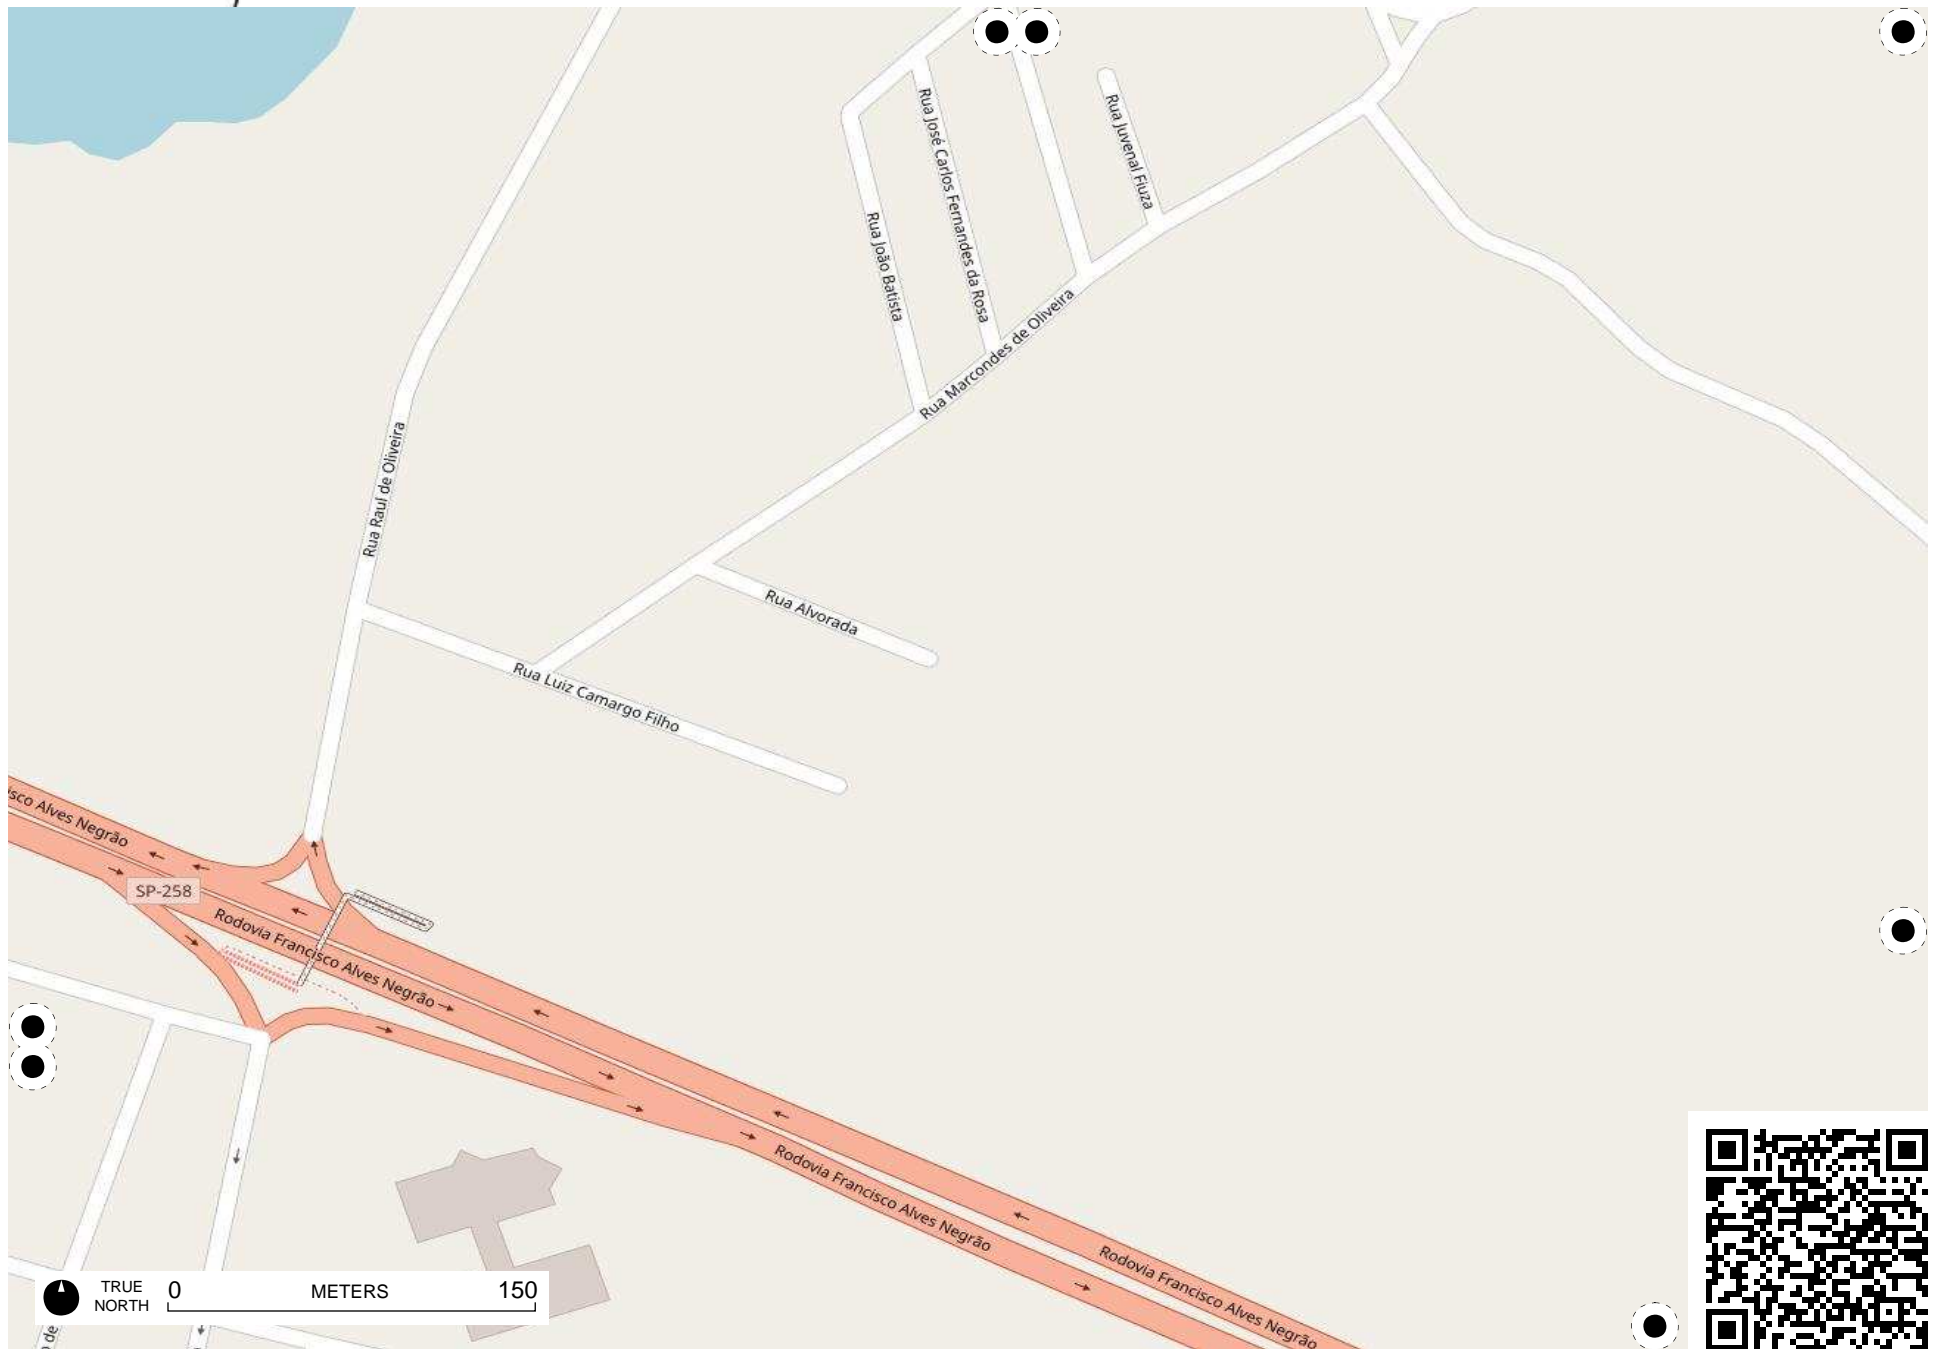 Rua José Carlos Fernandes da Rosa
Rua Juvenal Fiuza
Rua João Batista
Rua Marcondes de Oliveira
Rua Raul de Oliveira
Rua Alvorada
Rua Luiz Camargo Filho
isco Alves Negrão
SP-258
Rodovia Francisco Alves Negrão
Rodovia Francisco Alves Negrão
Rodovia Francisco Alves Negrão
TRUE
NORTH
0 METERS 150
de